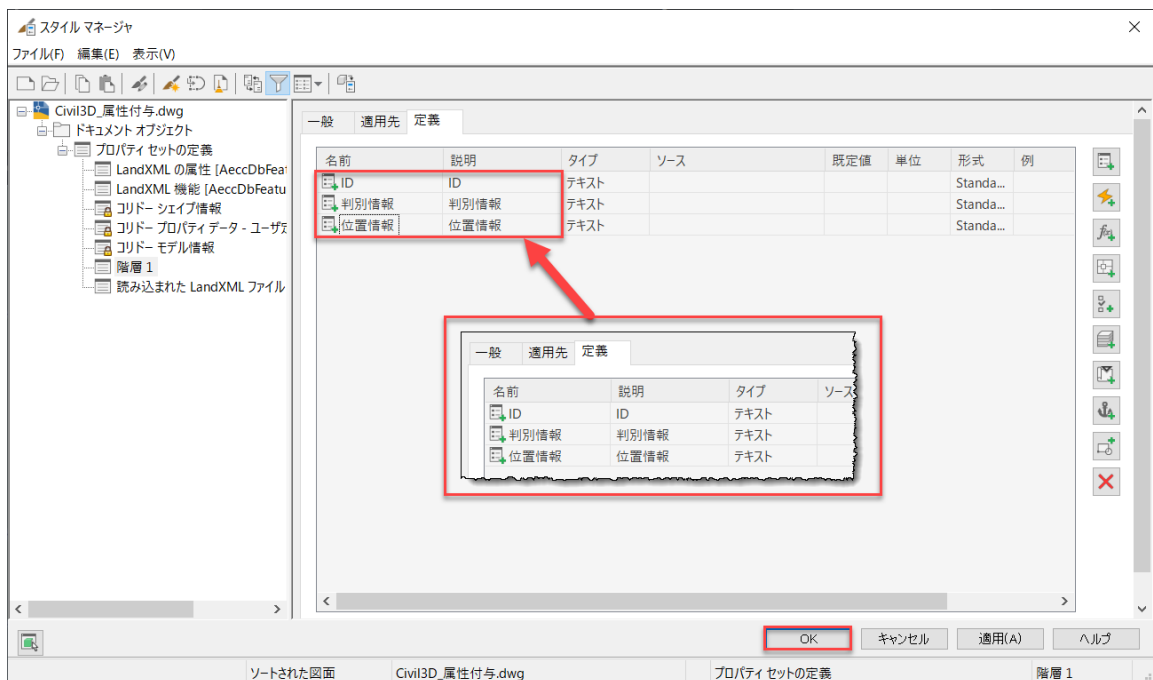 スタイル マネージャ
ファイル(F) 編集(E) 表示(V)
Civil3D_属性付与.dwg
ドキュメント オブジェクト
プロパティ セットの定義
LandXML の属性 [AeccDbFeat
LandXML 機能 [AeccDbFeatu
コリドー シェイプ情報
コリドー プロパティ データ - ユーザ定
コリドー モデル情報
階層 1
読み込まれた LandXML ファイル
一般 適用先 定義
名前 説明 タイプ ソース 既定値 単位 形式 例
ID ID テキスト Standa...
判別情報 判別情報 テキスト Standa...
位置情報 位置情報 テキスト Standa...
一般 適用先 定義
名前 説明 タイプ ソース
ID ID テキスト
判別情報 判別情報 テキスト
位置情報 位置情報 テキスト
OK キャンセル 適用(A) ヘルプ
ソートされた図面 Civil3D_属性付与.dwg プロパティ セットの定義 階層 1